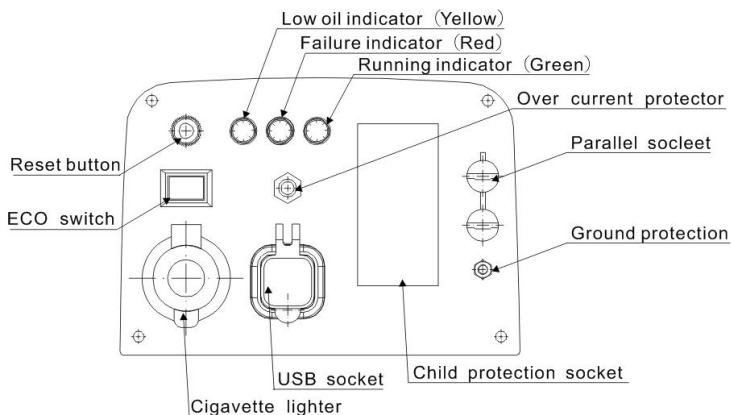 Low oil indicator (Yellow)
Failure indicator (Red)
Running indicator (Green)
Over current protector
Reset button
Parallel socleet
ECO switch
Ground protection
USB socket
Child protection socket
Cigavette lighter